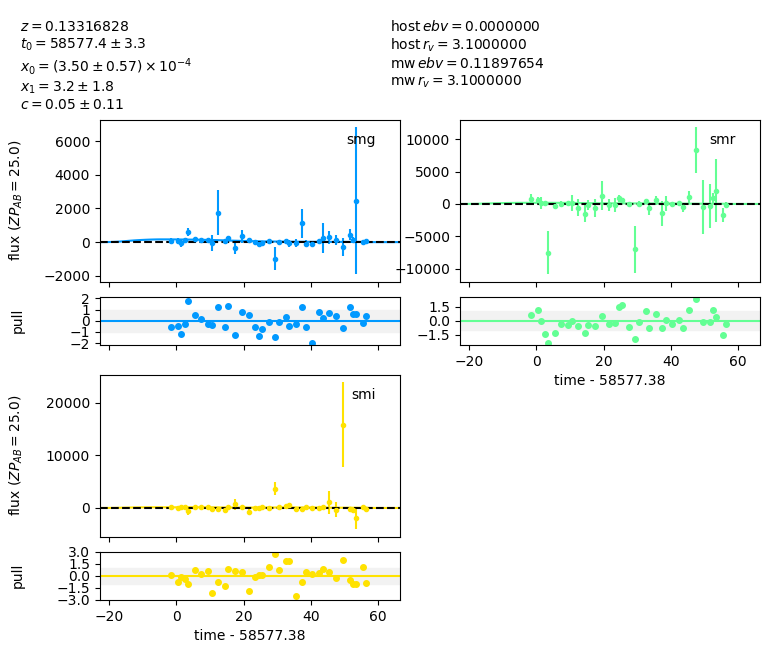 z = 0.13316828
t₀ = 58577.4 ± 3.3
x₀ = (3.50 ± 0.57) × 10⁻⁴
x₁ = 3.2 ± 1.8
c = 0.05 ± 0.11
host ebv = 0.0000000
host r_v = 3.1000000
mw ebv = 0.11897654
mw r_v = 3.1000000
smg
flux (ZP_AB = 25.0)
6000
4000
2000
0
−2000
pull
2
1
0
−1
−2
smr
10000
5000
0
−5000
−10000
1.5
0.0
−1.5
−20 0 20 40 60
time - 58577.38
smi
flux (ZP_AB = 25.0)
20000
10000
0
pull
3.0
1.5
0.0
−1.5
−3.0
−20 0 20 40 60
time - 58577.38